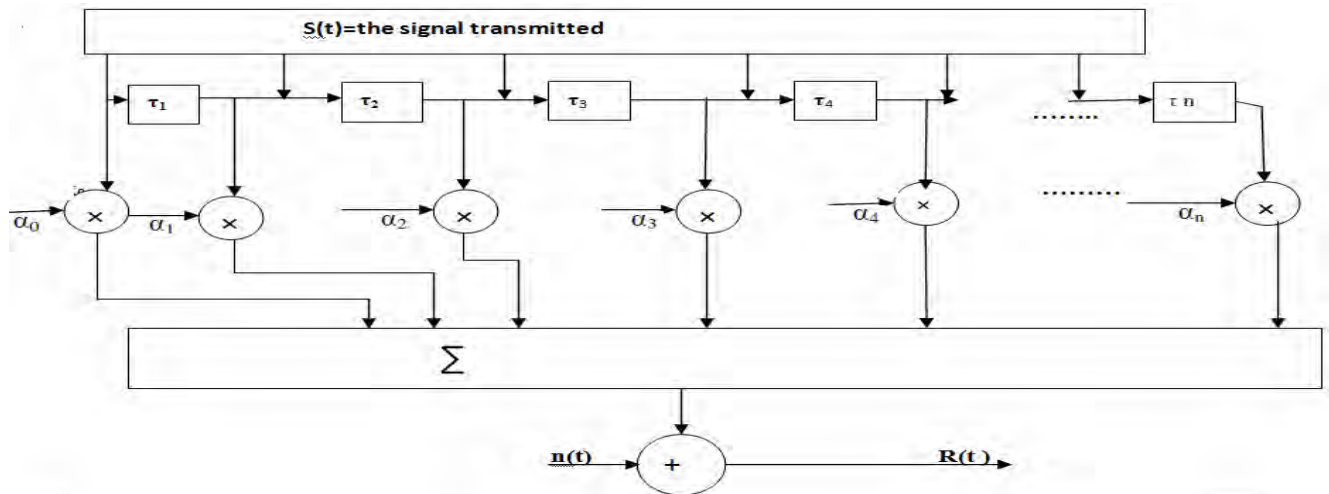 S(t)=the signal transmitted
τ₁ τ₂ τ₃ τ₄ τ n
........
........
α₀ × α₁ × α₂ × α₃ × α₄ × αₙ ×
∑
n(t) + R(t )